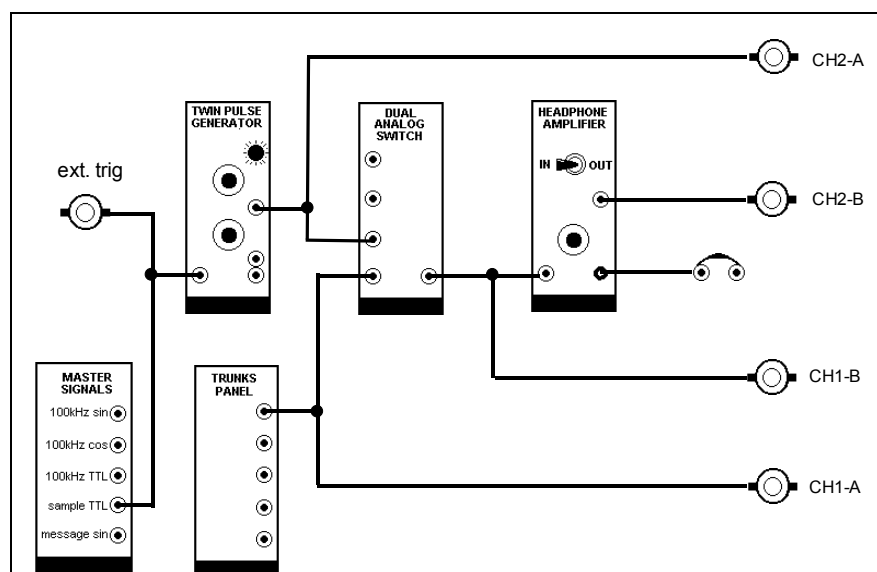 CH2-A
TWIN PULSE
GENERATOR
DUAL
ANALOG
SWITCH
HEADPHONE
AMPLIFIER
IN
OUT
ext. trig
CH2-B
MASTER
SIGNALS
100kHz sin
100kHz cos
100kHz TTL
sample TTL
message sin
TRUNKS
PANEL
CH1-B
CH1-A